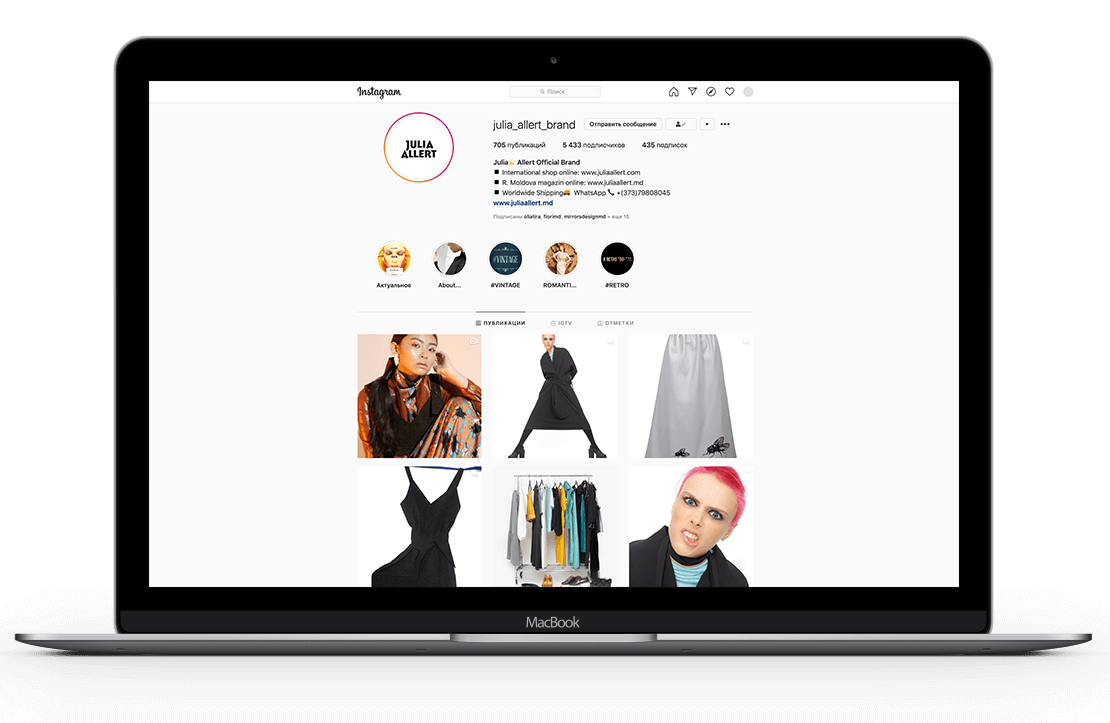 Instagram
Поиск
JULIA
ALLERT
julia_allert_brand Отправить сообщение
705 публикаций 5 433 подписчиков 435 подписок
Julia Allert Official Brand
International shop online: www.juliaallert.com
R. Moldova magazin online: www.juliaallert.md
Worldwide Shipping WhatsApp +(373)79808045
www.juliaallert.md
Подписаны oliatira, fiorimd, mirrorsdesignmd + еще 15
#VINTAGE
Актуальное About... #VINTAGE ROMANTI... #RETRO
ПУБЛИКАЦИИ IGTV ОТМЕТКИ
MacBook